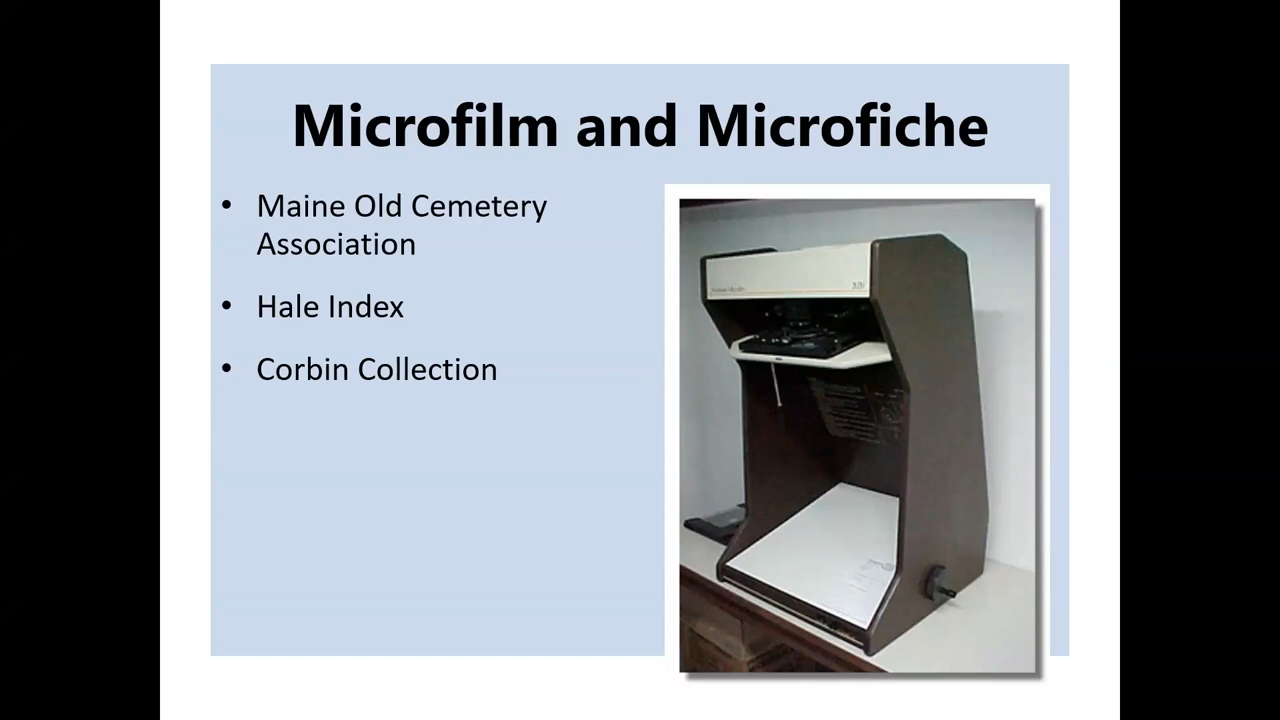 Microfilm and Microfiche
• Maine Old Cemetery
Association
• Hale Index
• Corbin Collection